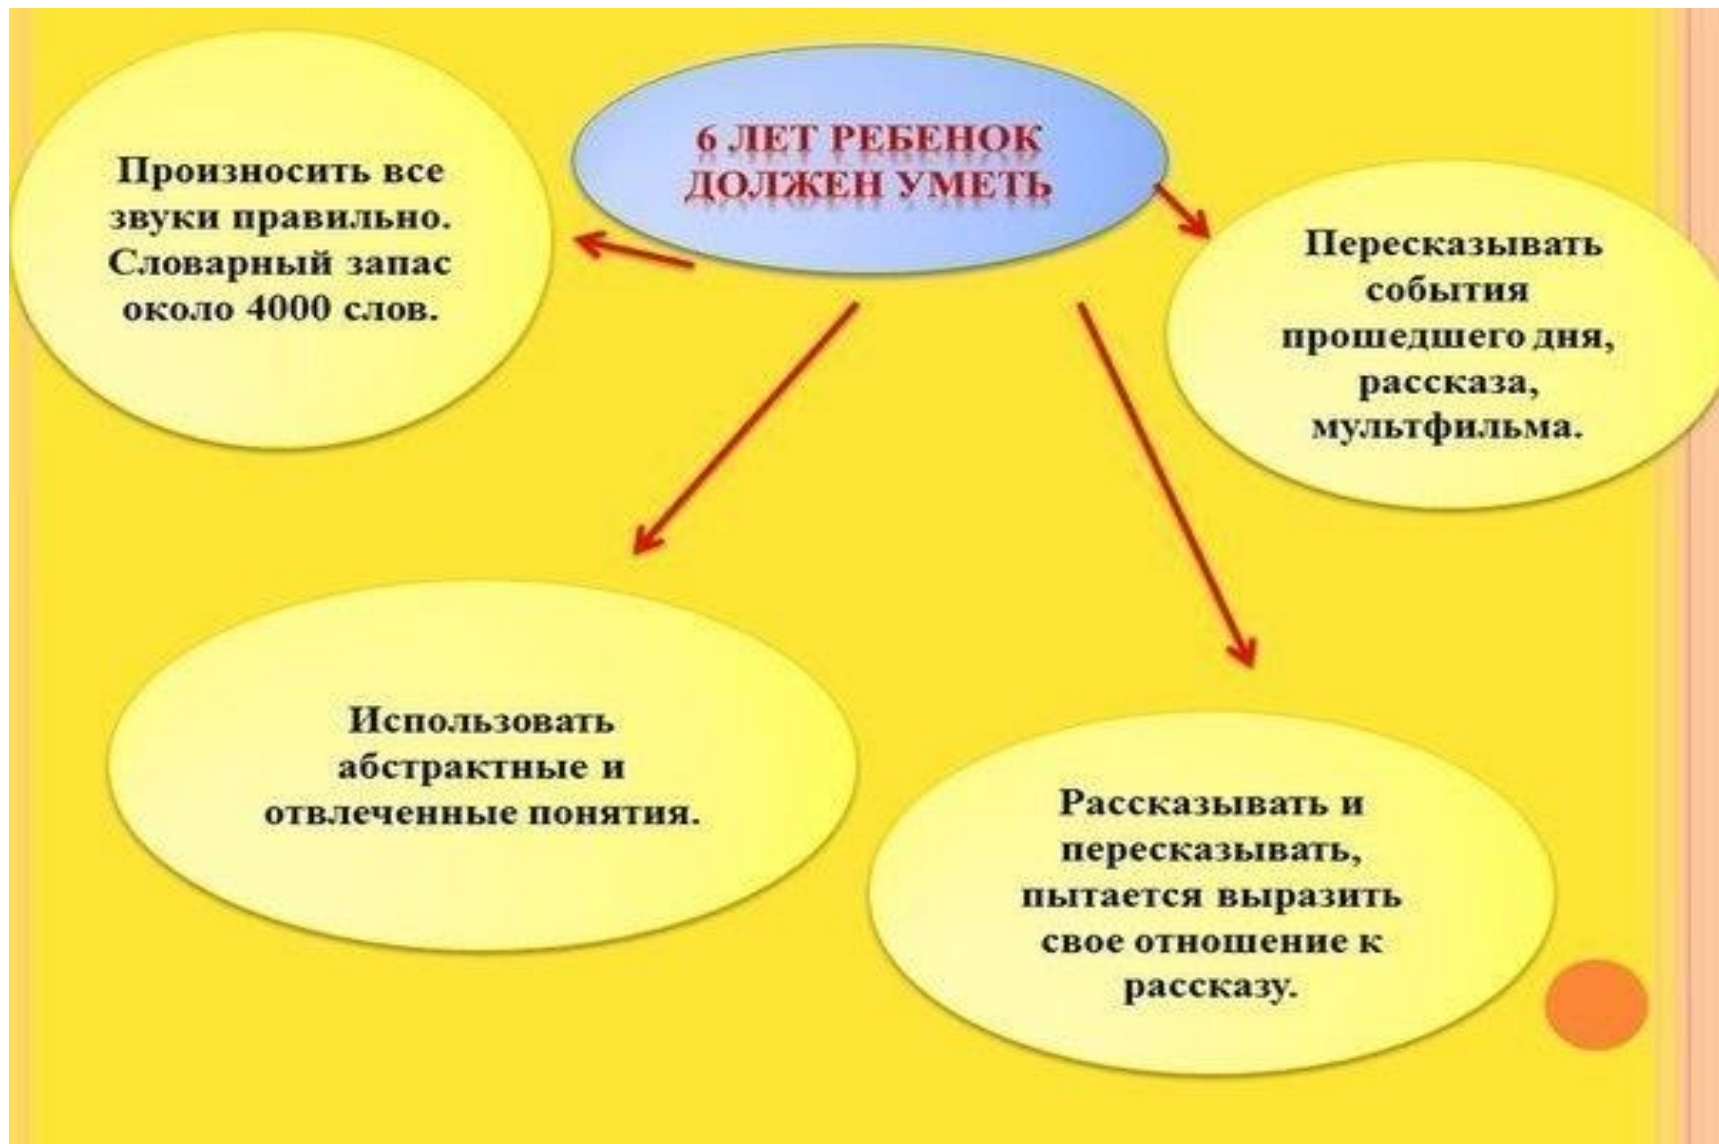 6 ЛЕТ РЕБЕНОК
ДОЛЖЕН УМЕТЬ
Произносить все
звуки правильно.
Словарный запас
около 4000 слов.
Пересказывать
события
прошедшего дня,
рассказа,
мультфильма.
Использовать
абстрактные и
отвлеченные понятия.
Рассказывать и
пересказывать,
пытается выразить
свое отношение к
рассказу.